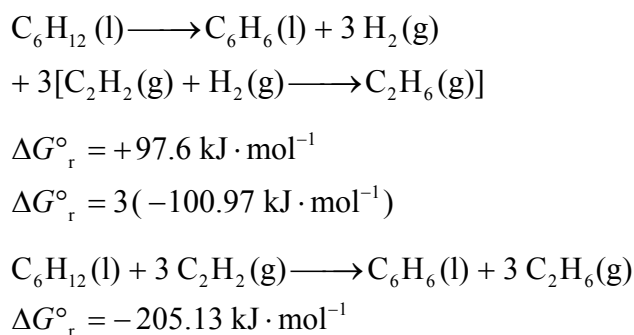 C₆H₁₂(l) ⟶ C₆H₆(l) + 3 H₂(g)
+ 3[C₂H₂(g) + H₂(g) ⟶ C₂H₆(g)]
ΔG°ᵣ = +97.6 kJ · mol⁻¹
ΔG°ᵣ = 3(−100.97 kJ · mol⁻¹)
C₆H₁₂(l) + 3 C₂H₂(g) ⟶ C₆H₆(l) + 3 C₂H₆(g)
ΔG°ᵣ = −205.13 kJ · mol⁻¹